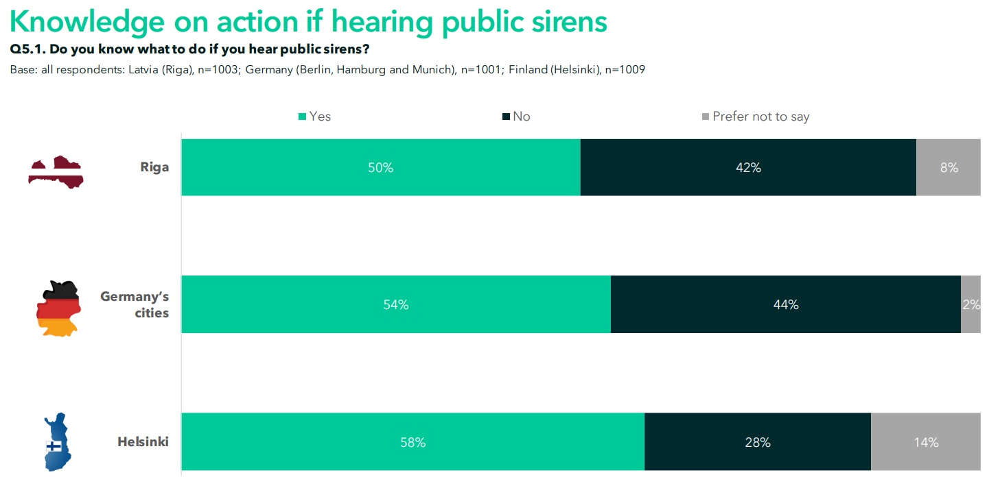 Knowledge on action if hearing public sirens
Q5.1. Do you know what to do if you hear public sirens?
Base: all respondents: Latvia (Riga), n=1003; Germany (Berlin, Hamburg and Munich), n=1001; Finland (Helsinki), n=1009
Yes No Prefer not to say
Riga 50% 42% 8%
Germany’s
cities
54% 44% 2%
Helsinki 58% 28% 14%